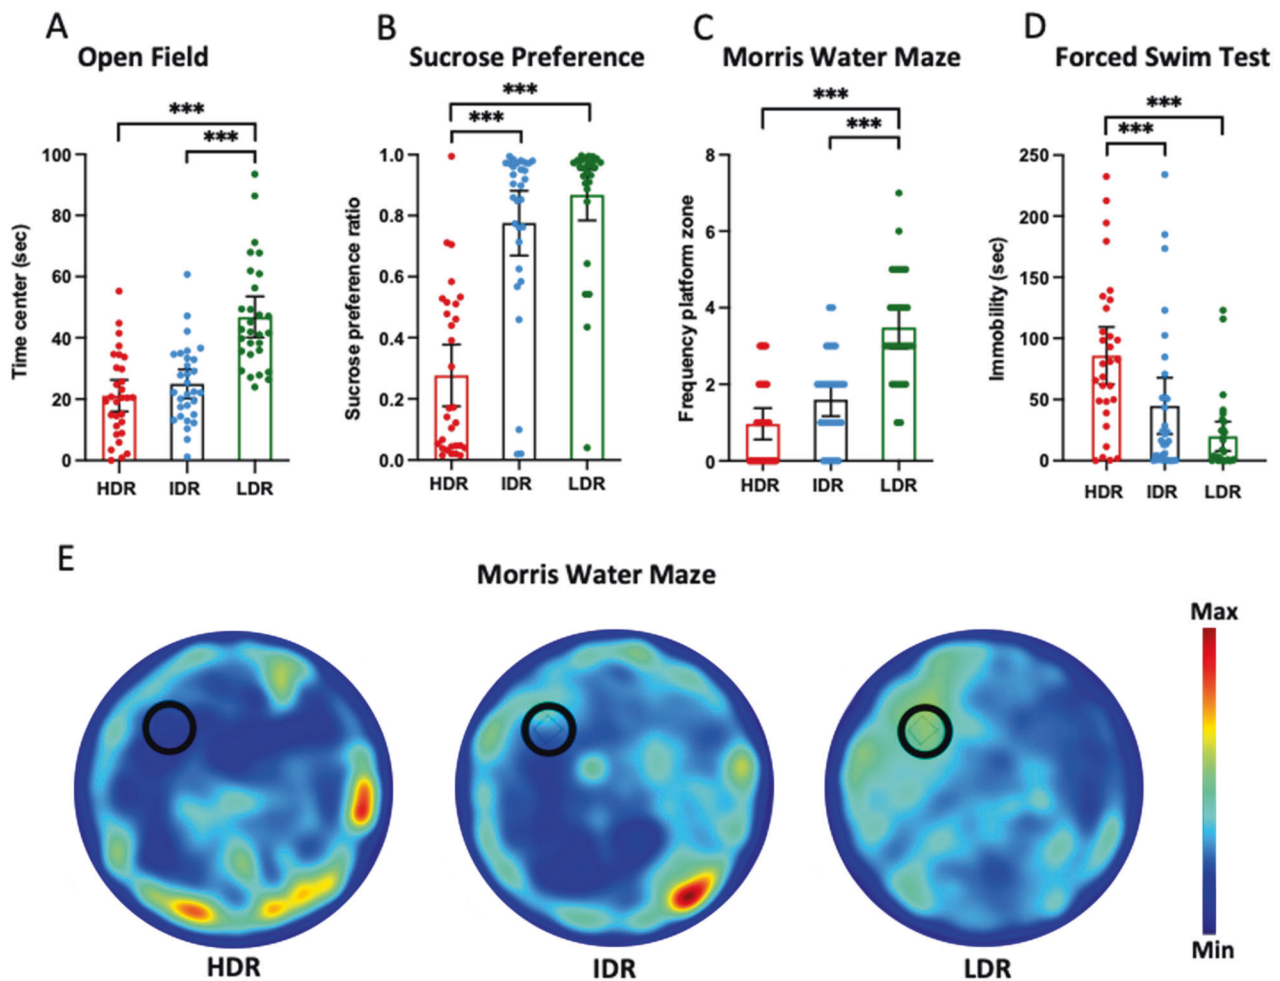 A
Open Field
***
***
100
80
60
40
20
0
Time center (sec)
HDR
IDR
LDR
B
Sucrose Preference
***
***
1.0
0.8
0.6
0.4
0.2
0.0
Sucrose preference ratio
HDR
IDR
LDR
C
Morris Water Maze
***
***
8
6
4
2
0
Frequency platform zone
HDR
IDR
LDR
D
Forced Swim Test
***
***
250
200
150
100
50
0
Immobility (sec)
HDR
IDR
LDR
E
Morris Water Maze
HDR
IDR
LDR
Max
Min